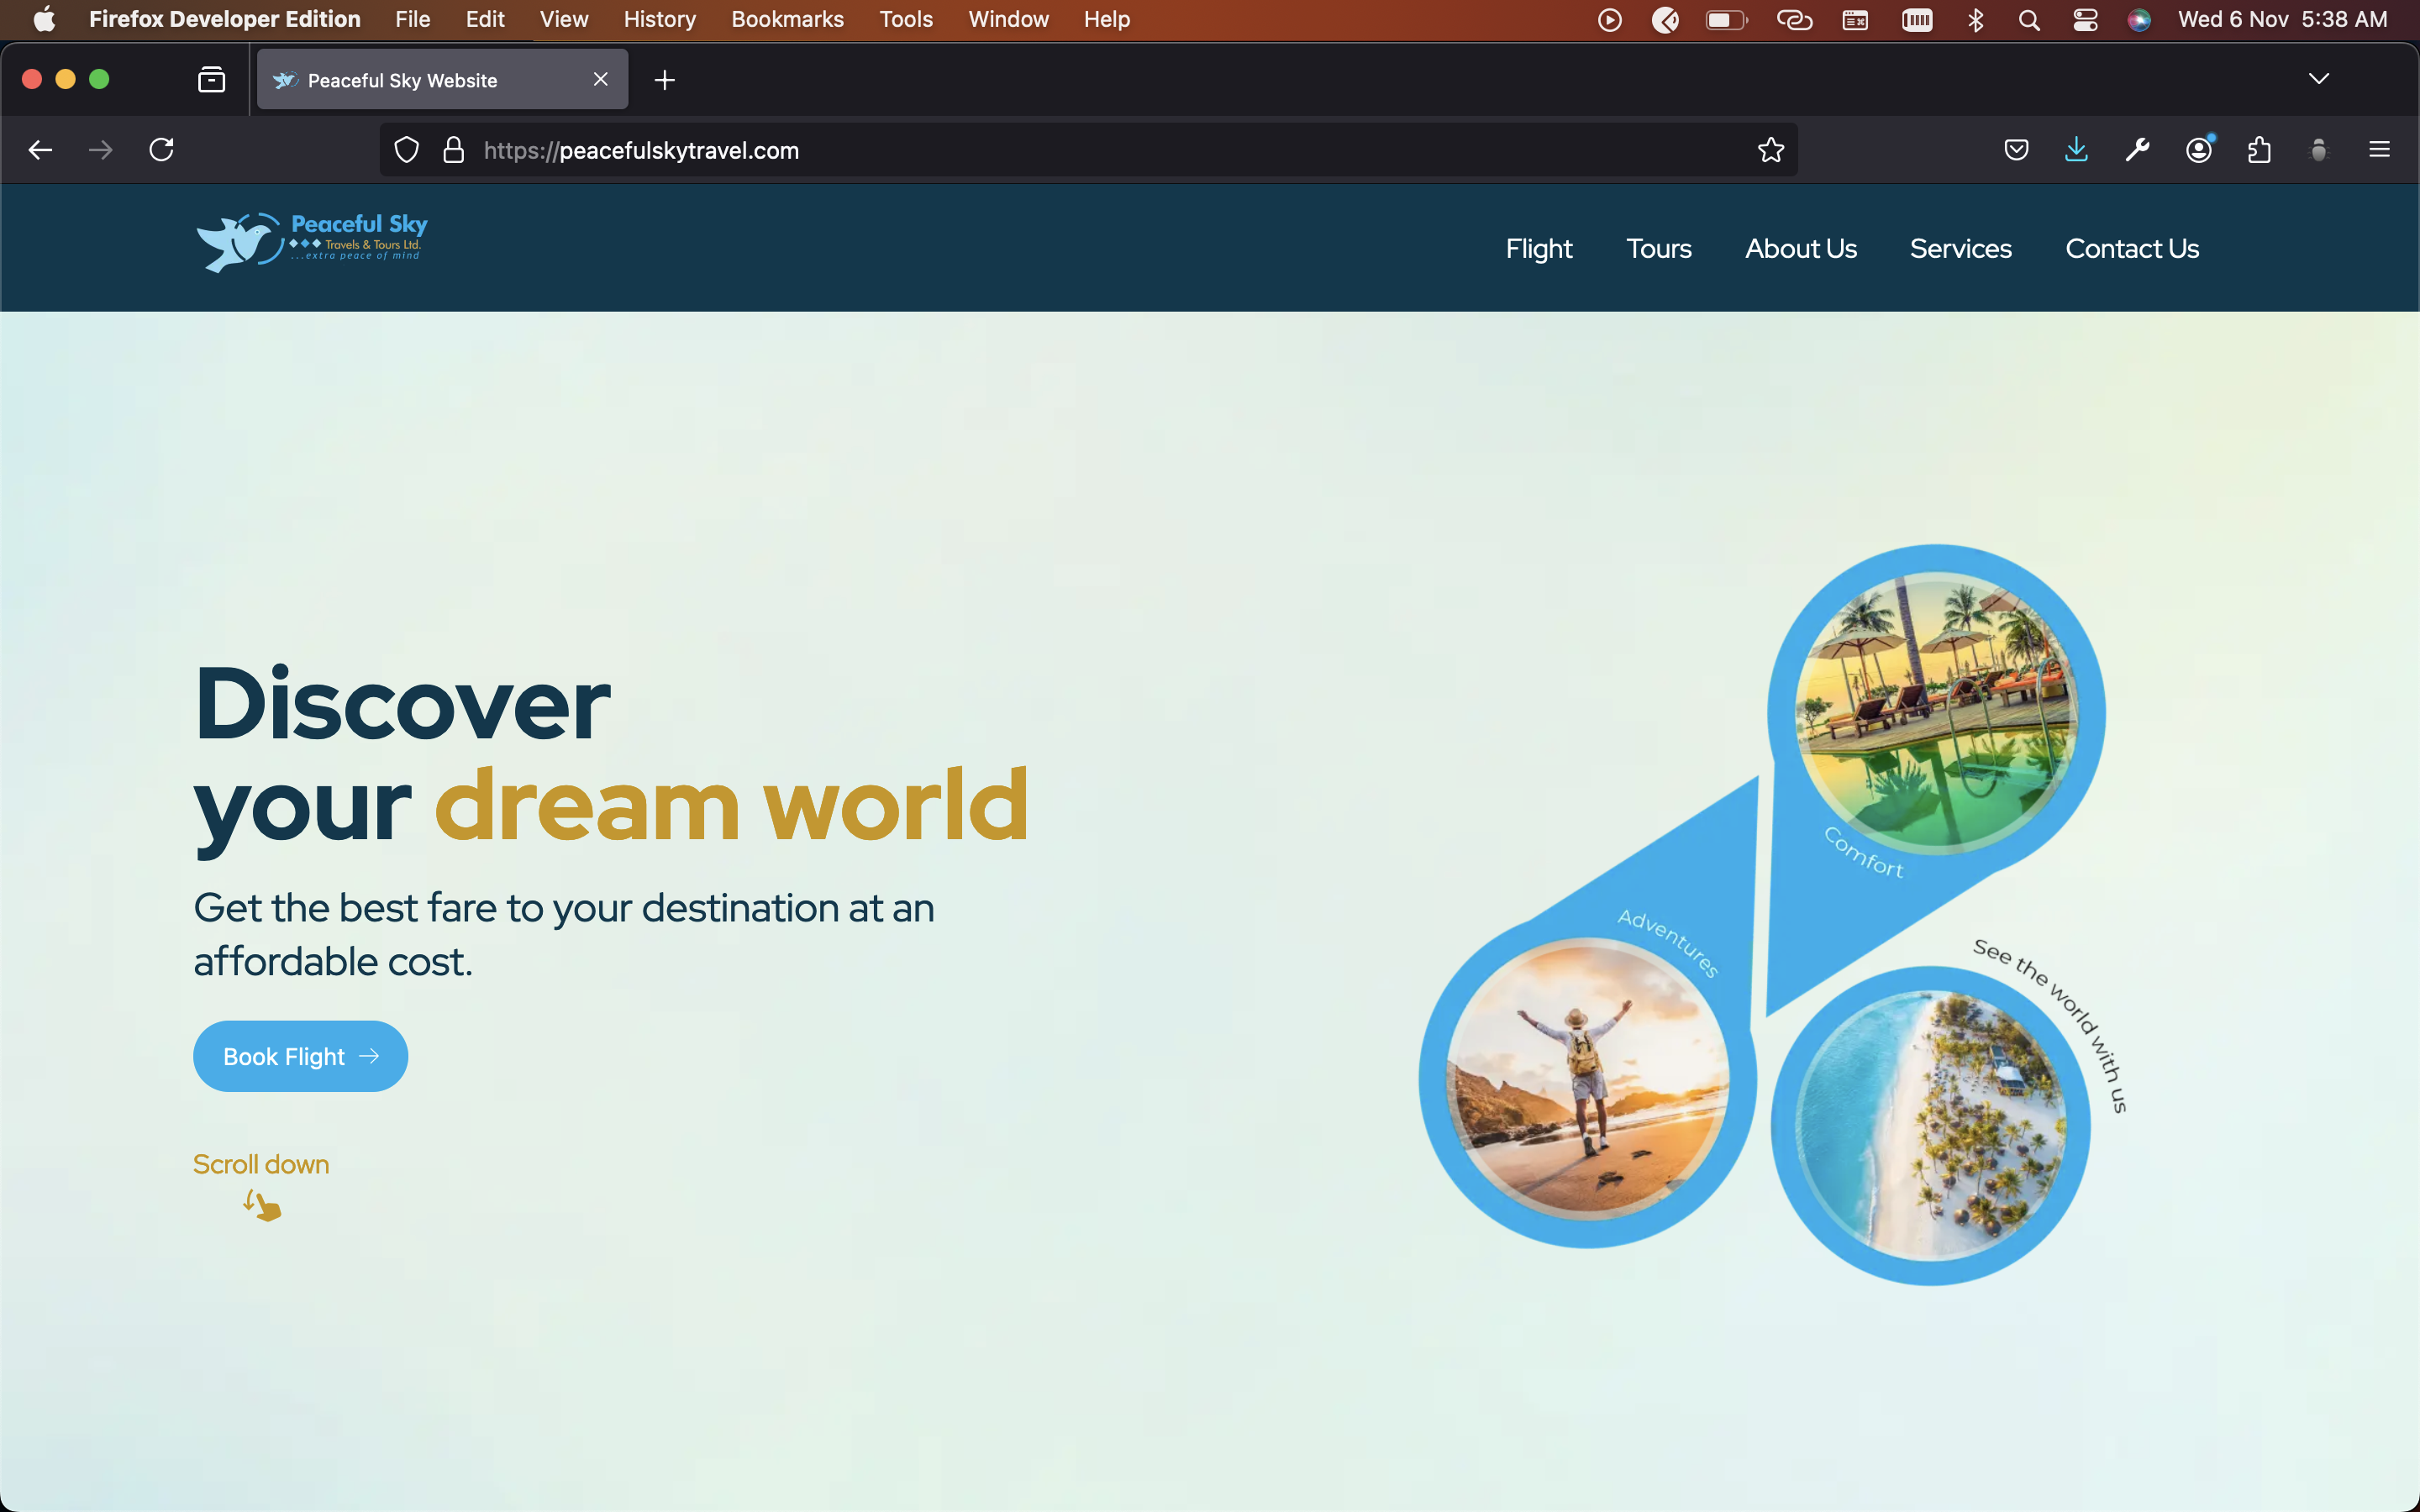 Firefox Developer Edition File Edit View History Bookmarks Tools Window Help Wed 6 Nov 5:38 AM
Peaceful Sky Website
https://peacefulskytravel.com
Peaceful Sky
Travels & Tours Ltd.
...extra peace of mind
Flight Tours About Us Services Contact Us
Discover
your dream world
Get the best fare to your destination at an
affordable cost.
Book Flight
Scroll down
Comfort
Adventures
See the world with us